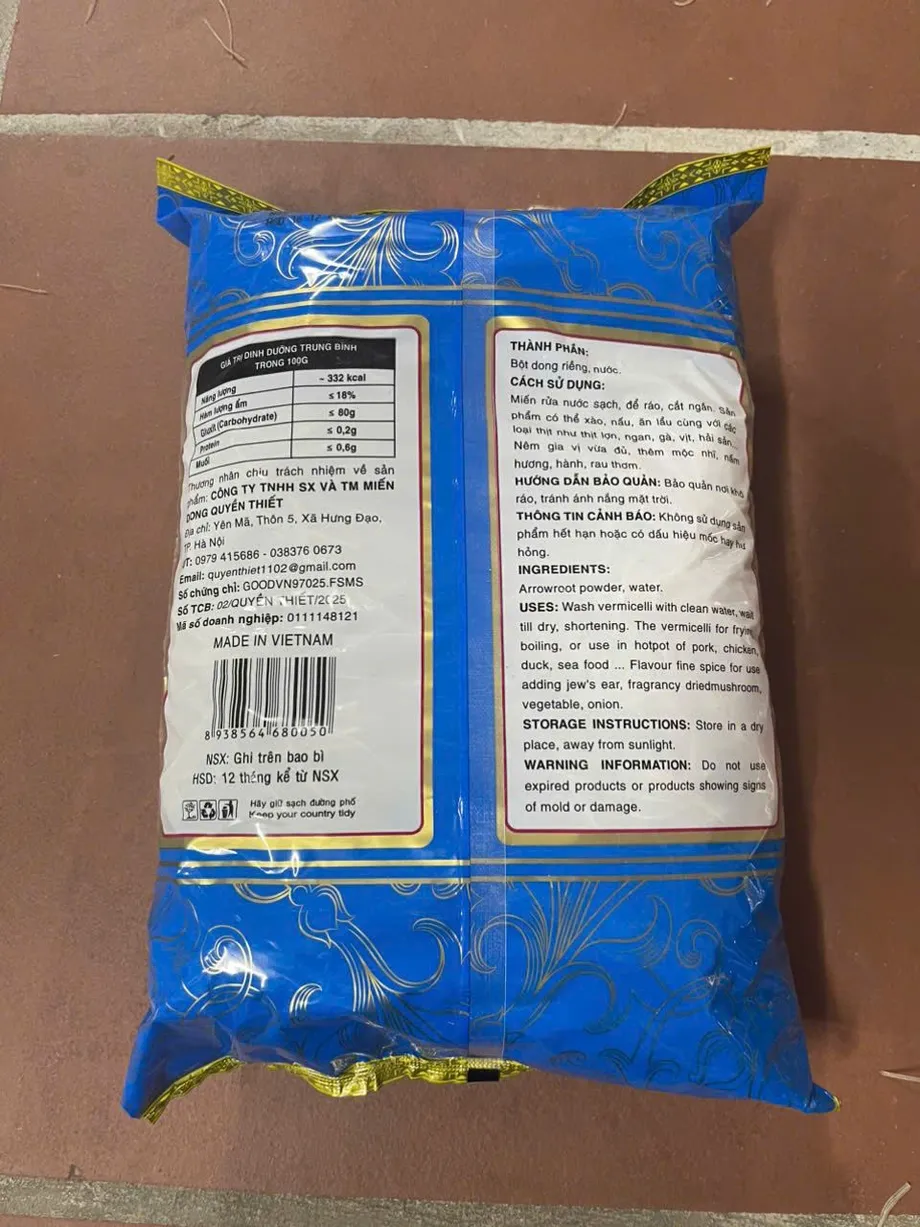 GIÁ TRỊ DINH DƯỠNG TRUNG BÌNH
TRONG 100G
Năng lượng ~ 332 kcal
Hàm lượng ẩm ≤ 18%
Gluxit (Carbohydrate) ≤ 80g
Protein ≤ 0,2g
Muối ≤ 0,6g
Thương nhân chịu trách nhiệm về sản
phẩm: CÔNG TY TNHH SX VÀ TM MIẾN
DONG QUYỀN THIẾT
Địa chỉ: Yên Mã, Thôn 5, Xã Hưng Đạo,
TP. Hà Nội
ĐT: 0979 415686 - 038376 0673
Email: quyenthiet1102@gmail.com
Số chứng chỉ: GOODVN97025.FSMS
Số TCB: 02/QUYỀN THIẾT/2025
Mã số doanh nghiệp: 0111148121
MADE IN VIETNAM
8 938564 680050
NSX: Ghi trên bao bì
HSD: 12 tháng kể từ NSX
Hãy giữ sạch đường phố
Keep your country tidy
THÀNH PHẦN:
Bột dong riềng, nước.
CÁCH SỬ DỤNG:
Miến rửa nước sạch, để ráo, cắt ngắn. Sản
phẩm có thể xào, nấu, ăn lẩu cùng với các
loại thịt như thịt lợn, ngan, gà, vịt, hải sản...
Nêm gia vị vừa đủ, thêm mộc nhĩ, nấm
hương, hành, rau thơm.
HƯỚNG DẪN BẢO QUẢN: Bảo quản nơi khô
ráo, tránh ánh nắng mặt trời.
THÔNG TIN CẢNH BÁO: Không sử dụng sản
phẩm hết hạn hoặc có dấu hiệu mốc hay hư
hỏng.
INGREDIENTS:
Arrowroot powder, water.
USES: Wash vermicelli with clean water, wait
till dry, shortening. The vermicelli for frying,
boiling, or use in hotpot of pork, chicken,
duck, sea food ... Flavour fine spice for use
adding jew's ear, fragrancy driedmushroom,
vegetable, onion.
STORAGE INSTRUCTIONS: Store in a dry
place, away from sunlight.
WARNING INFORMATION: Do not use
expired products or products showing signs
of mold or damage.